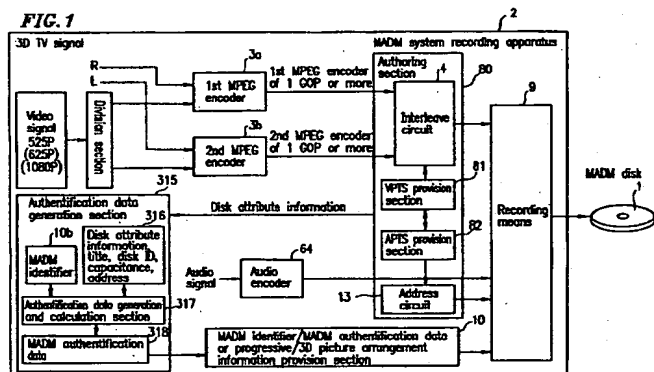 FIG. 1
2
3D TV signal
MADM system recording apparatus
R
L
3a
1st MPEG
encoder
1st MPEG encoder
of 1 GOP or more
Authoring
section
4
80
9
Video
signal
525P
(625P)
(1080P)
Division section
3b
2nd MPEG
encoder
2nd MPEG encoder
of 1 GOP or more
Interleave
circuit
VPTS provision
section
81
APTS provision
section
82
Recording
means
MADM disk
1
Authentification data
generation section
315
316
Disk attribute information
10b
MADM
identifier
Disk attribute
information,
title, disk ID,
capacitance,
address
Audio
signal
64
Audio
encoder
13
Address
circuit
Authentification data generation
and calculation section
317
318
MADM authentification
data
10
MADM identifier/MADM authentification data
or progressive/3D picture arrangement
information provision section